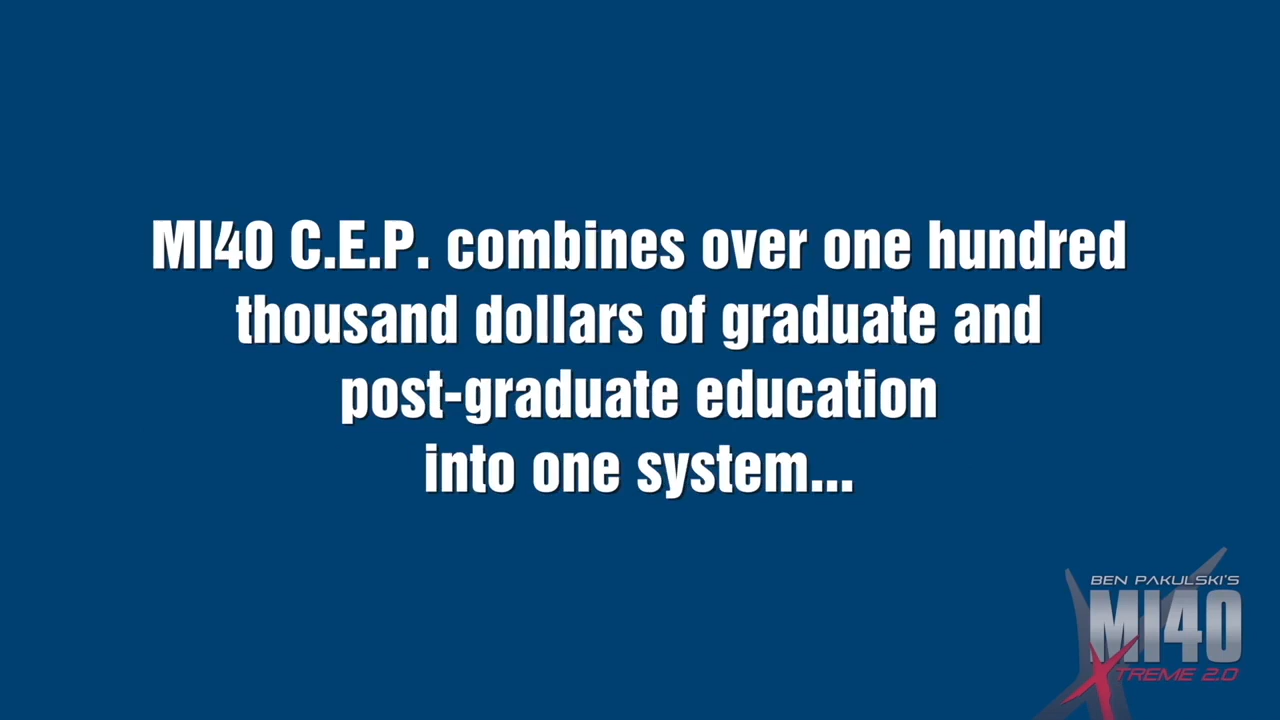 MI40 C.E.P. combines over one hundred
thousand dollars of graduate and
post-graduate education
into one system...
BEN PAKULSKI'S
MI40
XTREME 2.0